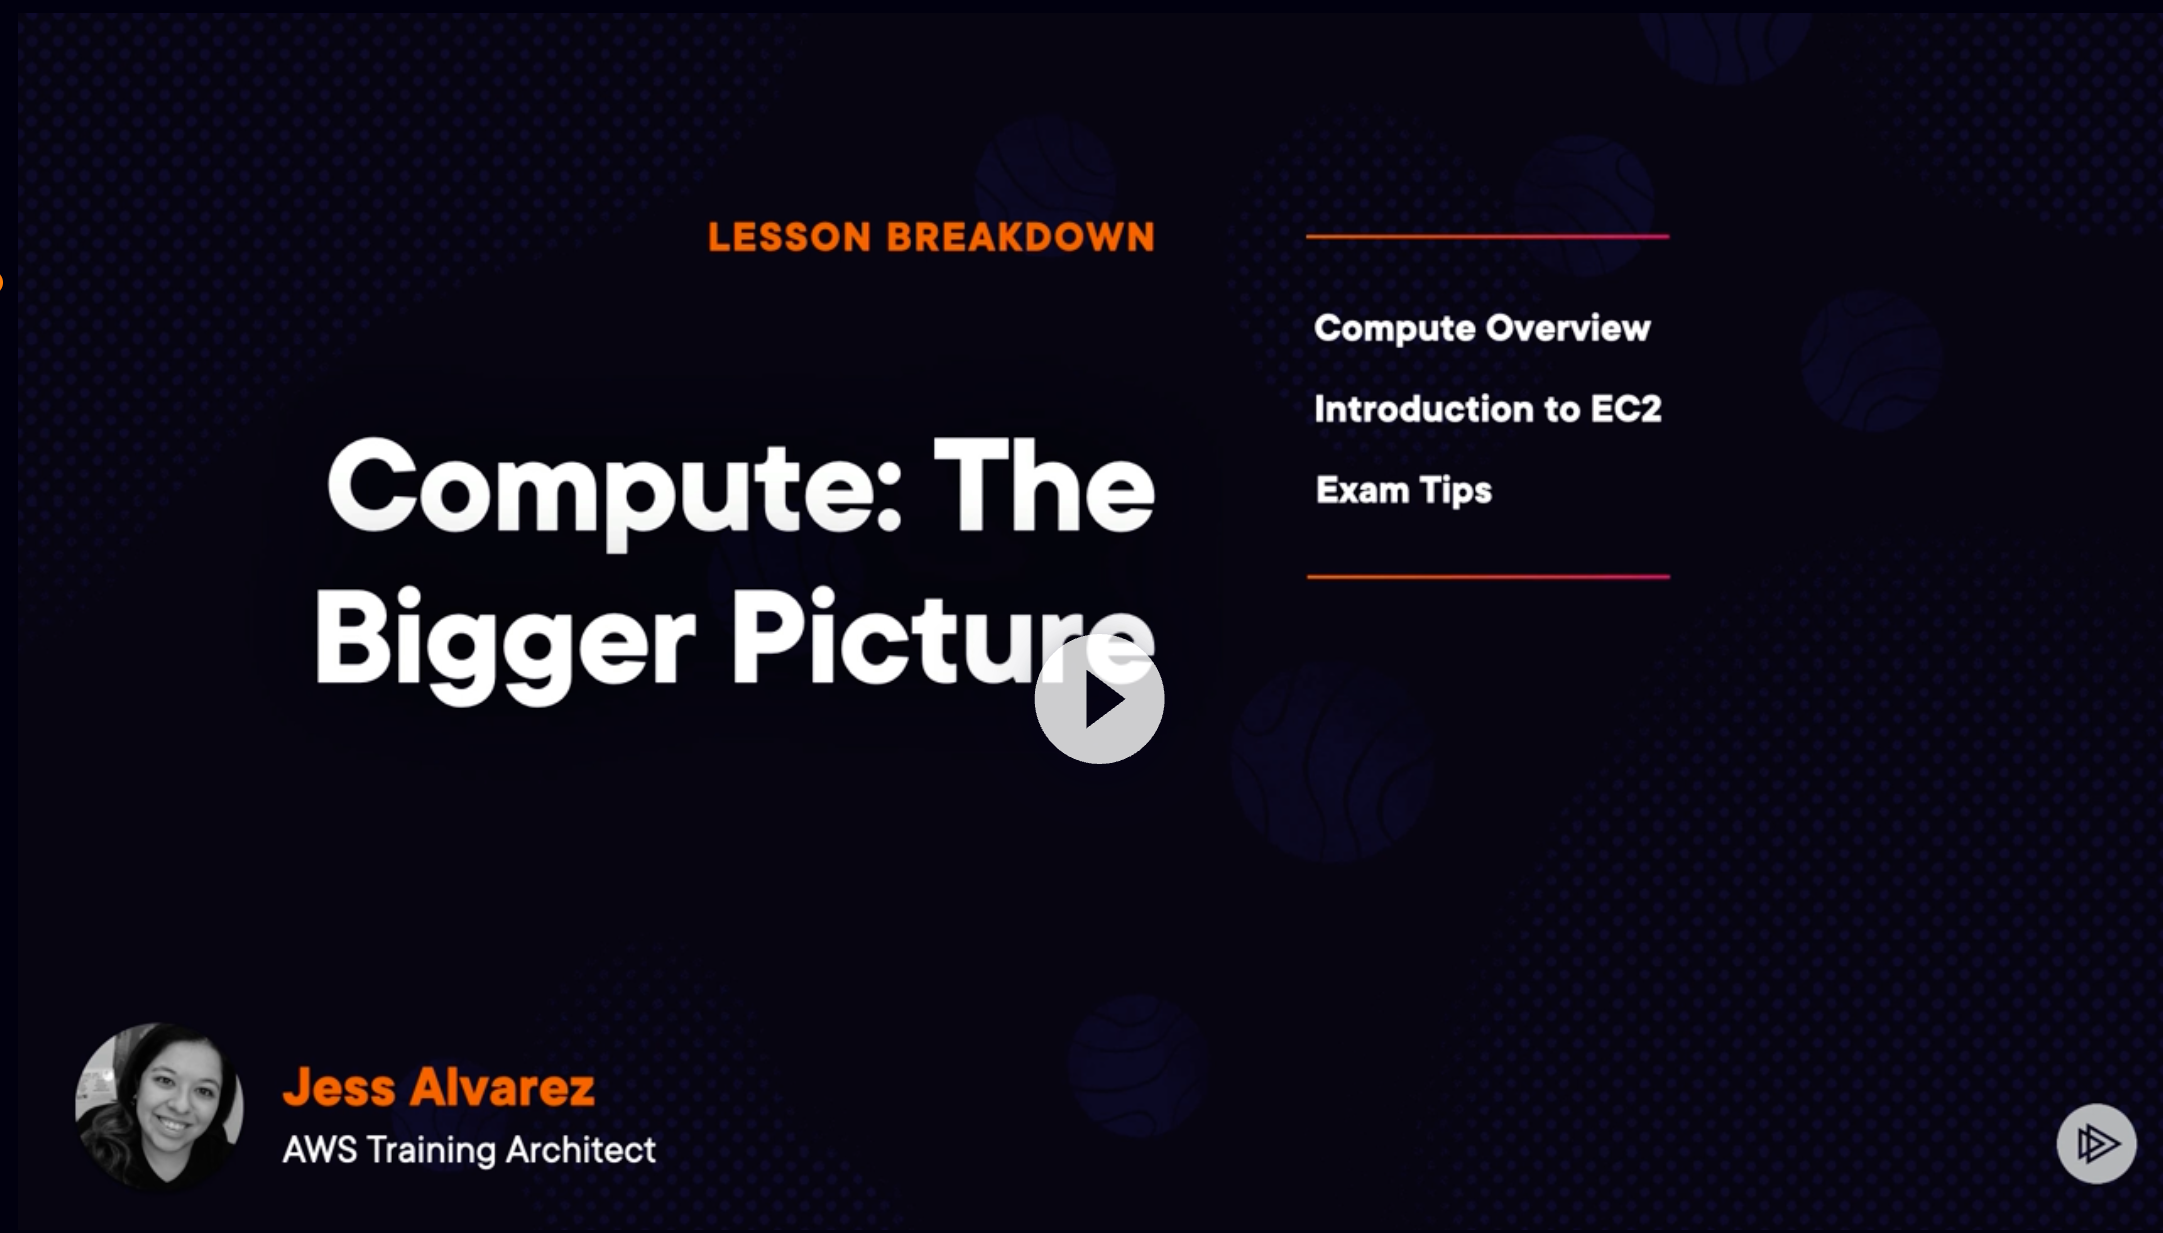 LESSON BREAKDOWN
Compute: The
Bigger Picture
Compute Overview
Introduction to EC2
Exam Tips
Jess Alvarez
AWS Training Architect